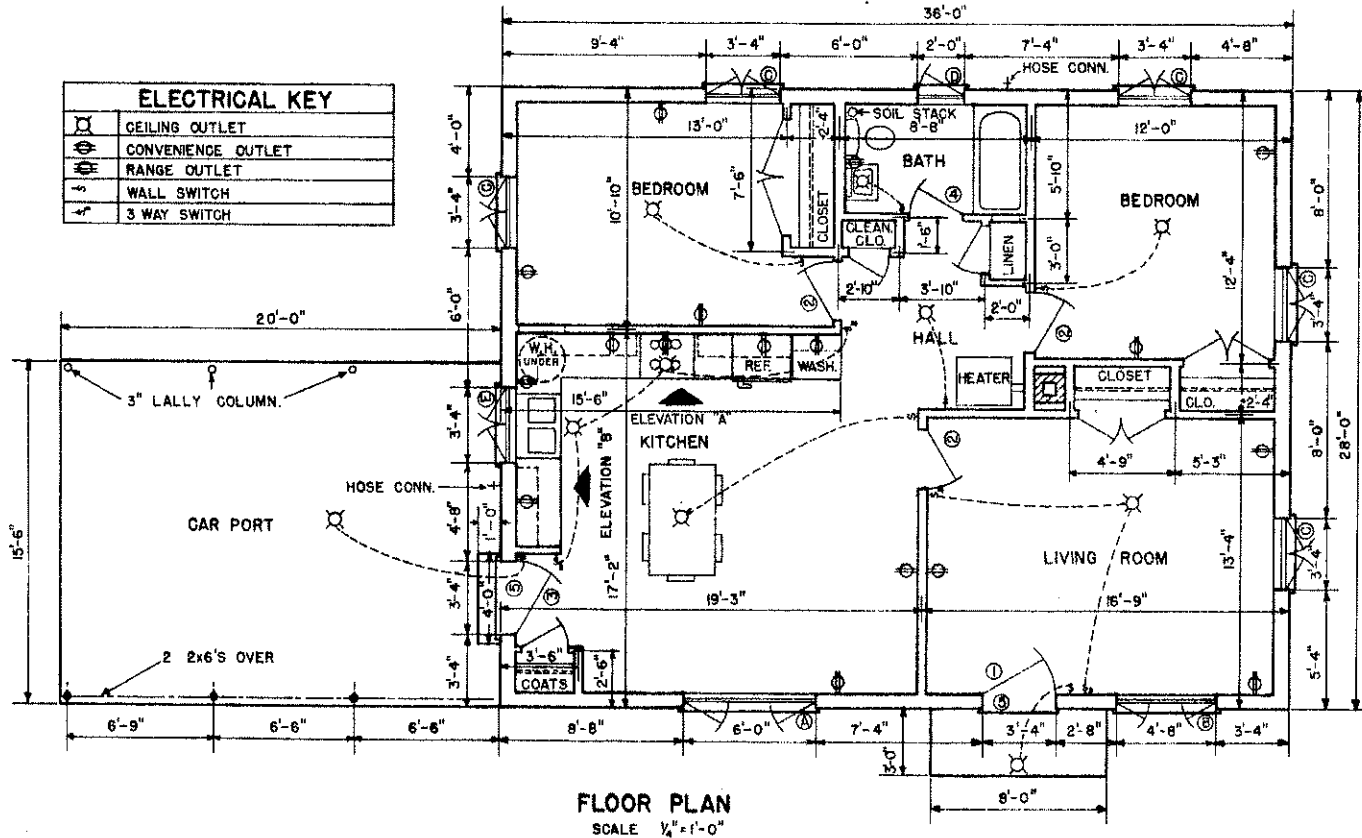 36'-0"
9'-4" 3'-4" 6'-0" 2'-0" 7'-4" 3'-4" 4'-8"
HOSE CONN.
C D C
ELECTRICAL KEY
CEILING OUTLET
CONVENIENCE OUTLET
RANGE OUTLET
S WALL SWITCH
3 WAY SWITCH
4'-0"
3'-4"
6'-0"
3'-4"
4'-8"
3'-4"
3'-4"
13'-0" 2'-4" 8'-8" 12'-0"
SOIL STACK
BATH
BEDROOM
7'-6"
10'-10"
CLOSET
CLEAN.
CLO.
1'-6"
4
LINEN
5'-10"
3'-0"
BEDROOM
12'-4"
8'-0"
3'-4"
8'-0"
3'-4"
5'-4"
28'-0"
2'-10" 3'-10" 2'-0"
2
HALL
2
20'-0"
W.H.
UNDER
REF. WASH.
HEATER
CLOSET
CLO. 2'-4"
3" LALLY COLUMN.
15'-6"
ELEVATION "A"
KITCHEN
ELEVATION "B"
2
4'-9" 5'-3"
HOSE CONN.
CAR PORT
15'-6"
1'-0"
4'-0"
17'-2"
LIVING ROOM
13'-4"
5
3
19'-3" 16'-9"
2 2x6'S OVER
3'-6"
2'-6"
COATS
1
A B
6'-9" 6'-6" 6'-6" 8'-8" 6'-0" 7'-4" 3'-4" 2'-8" 4'-8" 3'-4"
3'-0"
8'-0"
FLOOR PLAN
SCALE 1/4"=1'-0"